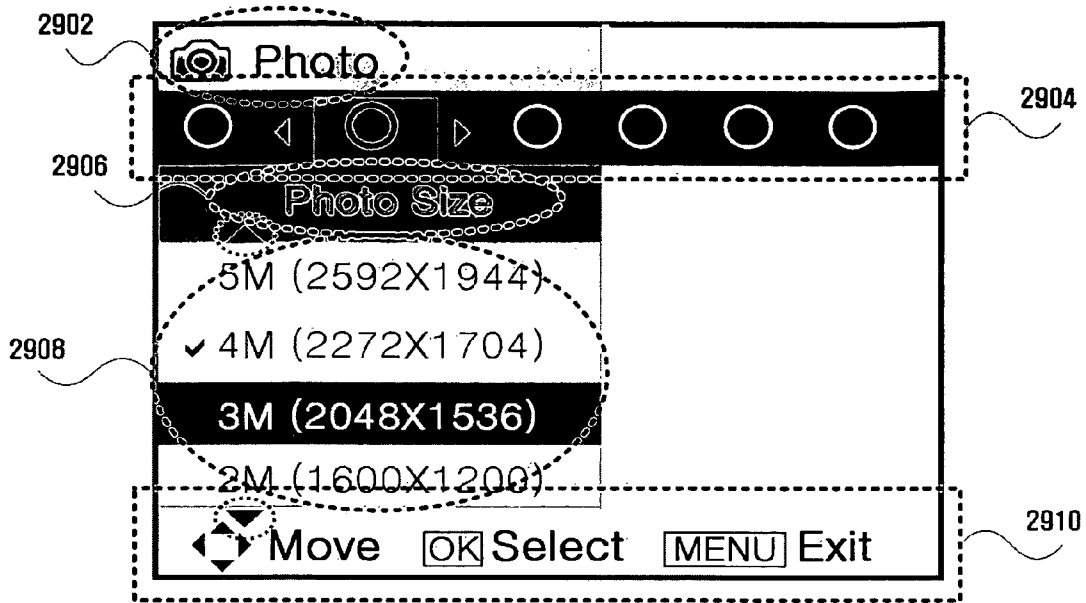 2902
Photo
2904
2906
Photo Size
5M (2592X1944)
2908
✓ 4M (2272X1704)
3M (2048X1536)
2M (1600X1200)
2910
Move OK Select MENU Exit